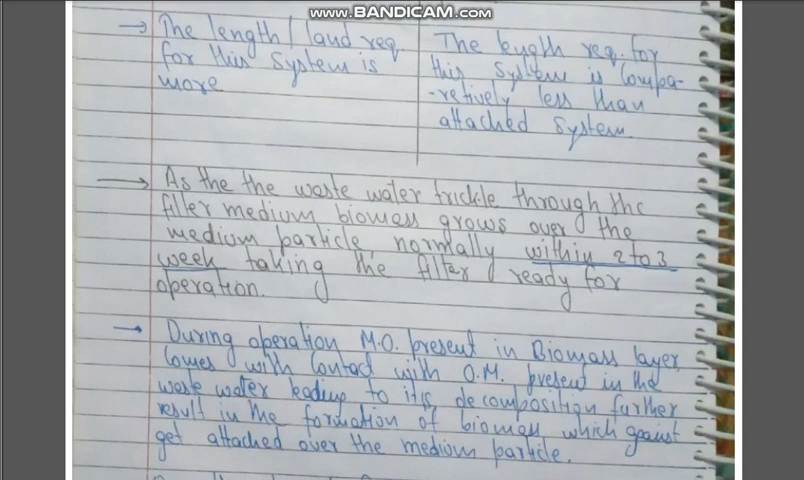 www.BANDICAM.com
→ The length / land req
for this system is
more
The length req. for
this system is compa-
-retively less than
attached system.
→ As the the waste water trickle through the
filter medium biomass grows over the
medium particle, normally within 2 to 3
week taking the filter ready for
operation.
→ During operation M.O. present in Biomass layer
comes with contact with O.M. present in the
waste water leading to it's decomposition further
result in the formation of biomass which
get attached over the medium particle.